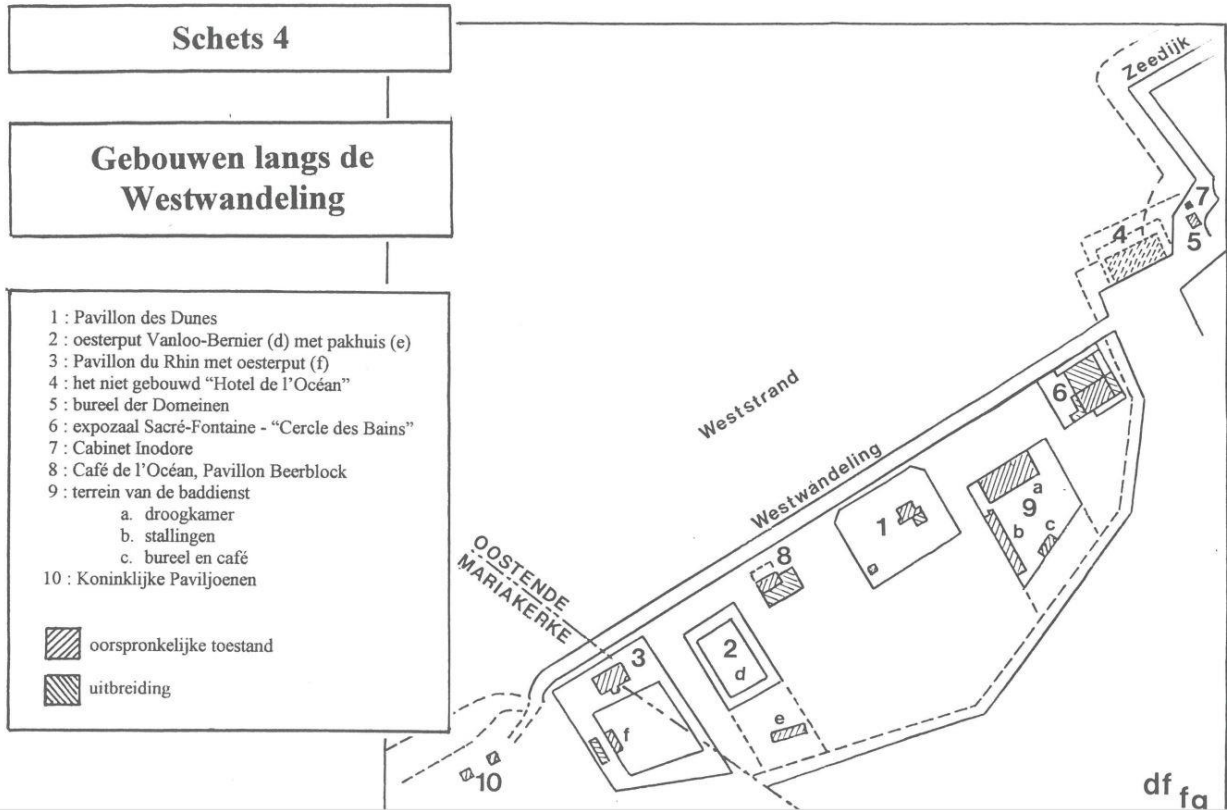 Schets 4
Gebouwen langs de
Westwandeling
1 : Pavillon des Dunes
2 : oesterput Vanloo-Bernier (d) met pakhuis (e)
3 : Pavillon du Rhin met oesterput (f)
4 : het niet gebouwd “Hotel de l’Océan”
5 : bureel der Domeinen
6 : expozaal Sacré-Fontaine - “Cercle des Bains”
7 : Cabinet Inodore
8 : Café de l’Océan, Pavillon Beerblock
9 : terrein van de baddienst
a. droogkamer
b. stallingen
c. bureel en café
10 : Koninklijke Paviljoenen
oorspronkelijke toestand
uitbreiding
Zeedijk
7
4
5
Weststrand
6
Westwandeling
a
9
1
b
c
8
OOSTENDE
MARIAKERKE
3
2
d
e
f
10
df fg